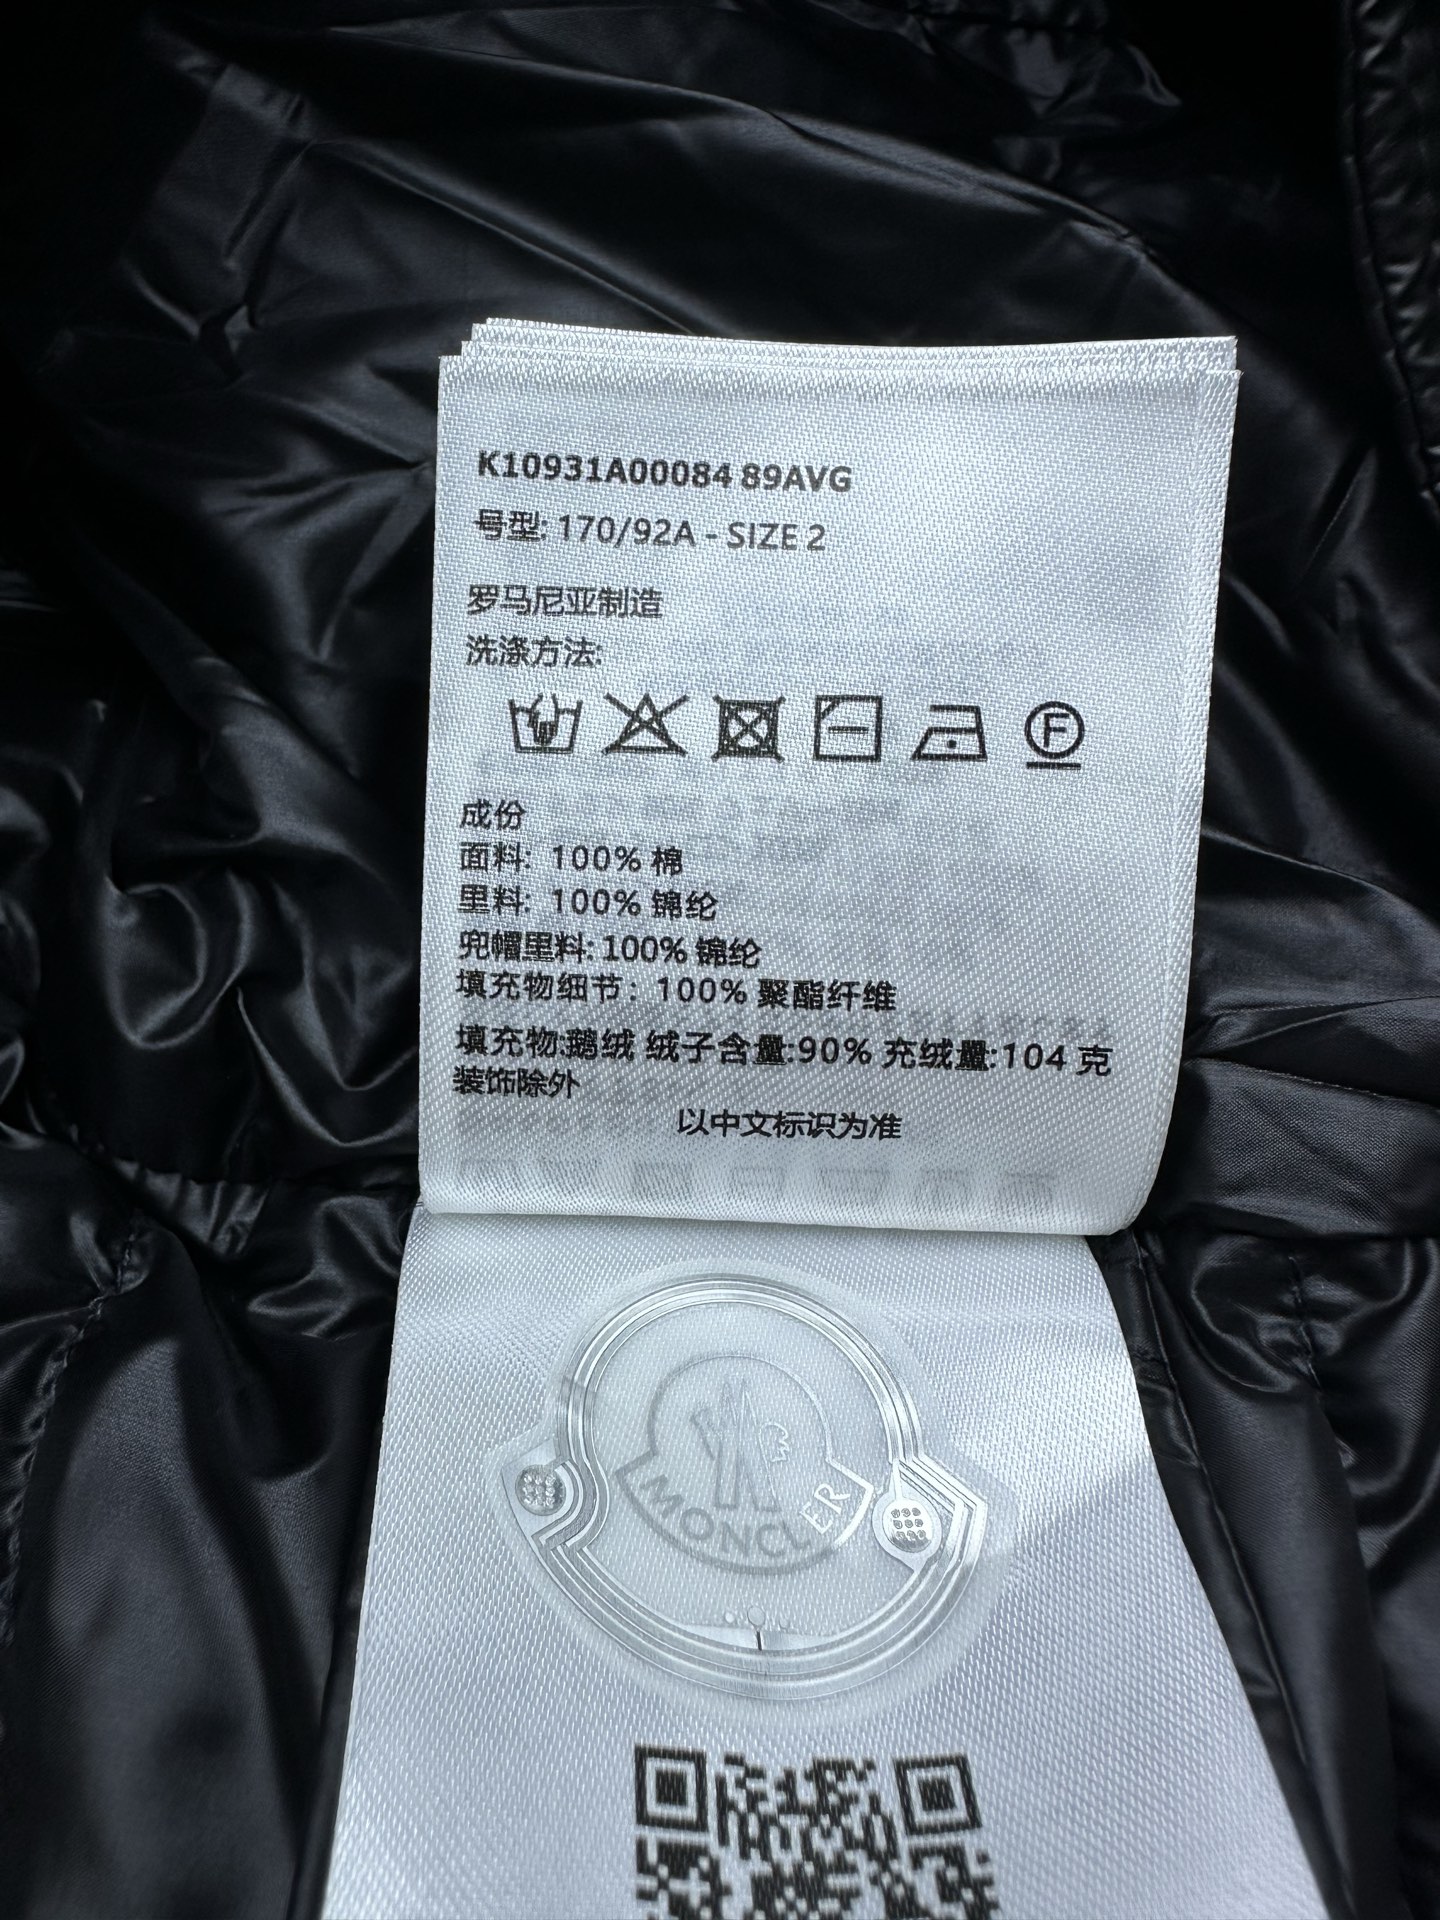 K10931A00084 89AVG
号型: 170/92A - SIZE 2
罗马尼亚制造
洗涤方法:
F
成份
面料: 100% 棉
里料: 100% 锦纶
兜帽里料: 100% 锦纶
填充物细节: 100% 聚酯纤维
填充物:鹅绒 绒子含量:90% 充绒量:104 克
装饰除外
以中文标识为准
MONCLER